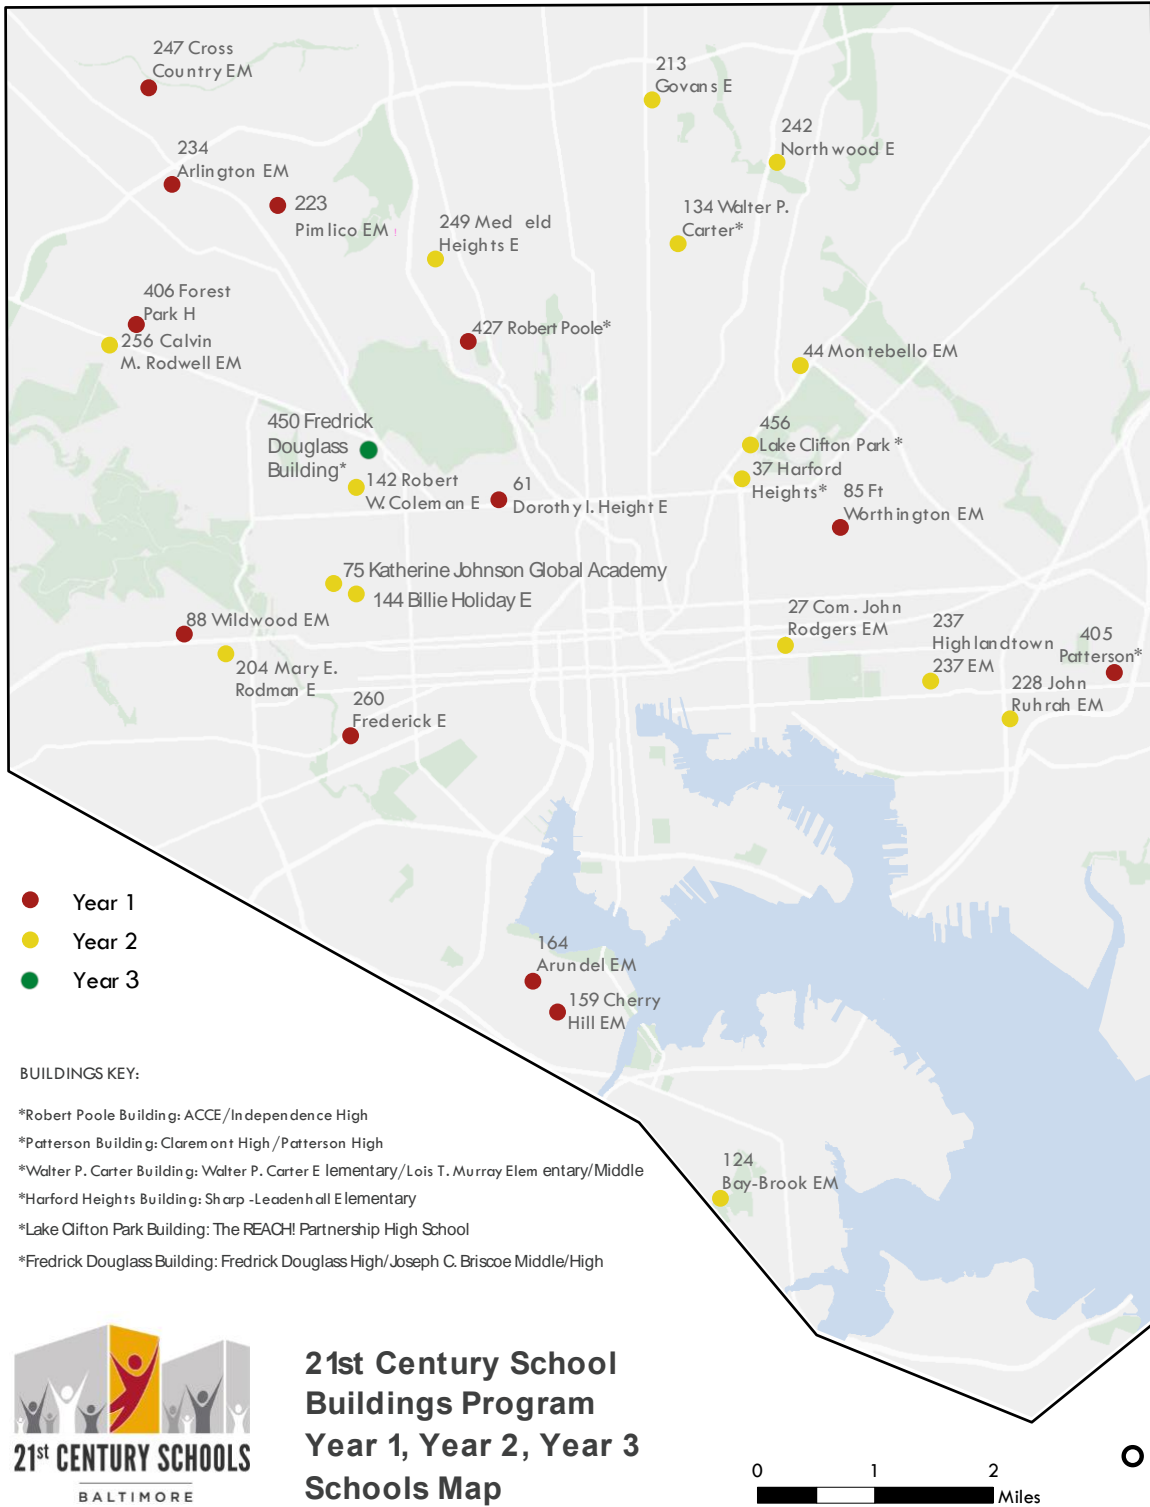 247 Cross
Country EM
213
Govans E
242
Northwood E
234
Arlington EM
223
Pimlico EM
134 Walter P.
Carter*
249 Med eld
Heights E
406 Forest
Park H
256 Calvin
M. Rodwell EM
427 Robert Poole*
44 Montebello EM
450 Fredrick
Douglass
Building*
456
Lake Clifton Park *
37 Harford
Heights*
142 Robert
W. Coleman E
61
Dorothy I. Height E
85 Ft
Worthington EM
75 Katherine Johnson Global Academy
144 Billie Holiday E
88 Wildwood EM
204 Mary E.
Rodman E
27 Com. John
Rodgers EM
237
Highlandtown
237 EM
405
Patterson*
228 John
Ruhrah EM
260
Frederick E
Year 1
Year 2
Year 3
164
Arundel EM
159 Cherry
Hill EM
124
Bay-Brook EM
BUILDINGS KEY:
*Robert Poole Building: ACCE/Independence High
*Patterson Building: Claremont High/Patterson High
*Walter P. Carter Building: Walter P. Carter Elementary/Lois T. Murray Elementary/Middle
*Harford Heights Building: Sharp-Leadenhall Elementary
*Lake Clifton Park Building: The REACH! Partnership High School
*Fredrick Douglass Building: Fredrick Douglass High/Joseph C. Briscoe Middle/High
21st CENTURY SCHOOLS
BALTIMORE
21st Century School
Buildings Program
Year 1, Year 2, Year 3
Schools Map
0 1 2
Miles